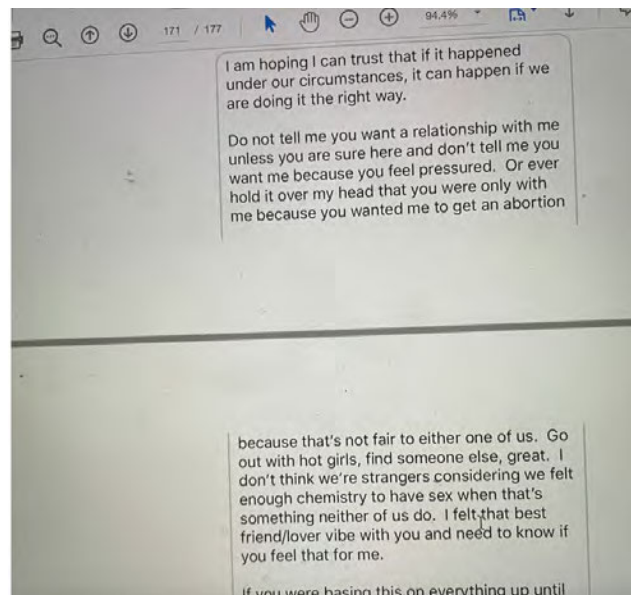 171 / 177
94.4%
I am hoping I can trust that if it happened
under our circumstances, it can happen if we
are doing it the right way.
Do not tell me you want a relationship with me
unless you are sure here and don't tell me you
want me because you feel pressured.  Or ever
hold it over my head that you were only with
me because you wanted me to get an abortion
because that's not fair to either one of us.  Go
out with hot girls, find someone else, great.  I
don't think we're strangers considering we felt
enough chemistry to have sex when that's
something neither of us do.  I felt that best
friend/lover vibe with you and need to know if
you feel that for me.
If you were basing this on everything up until